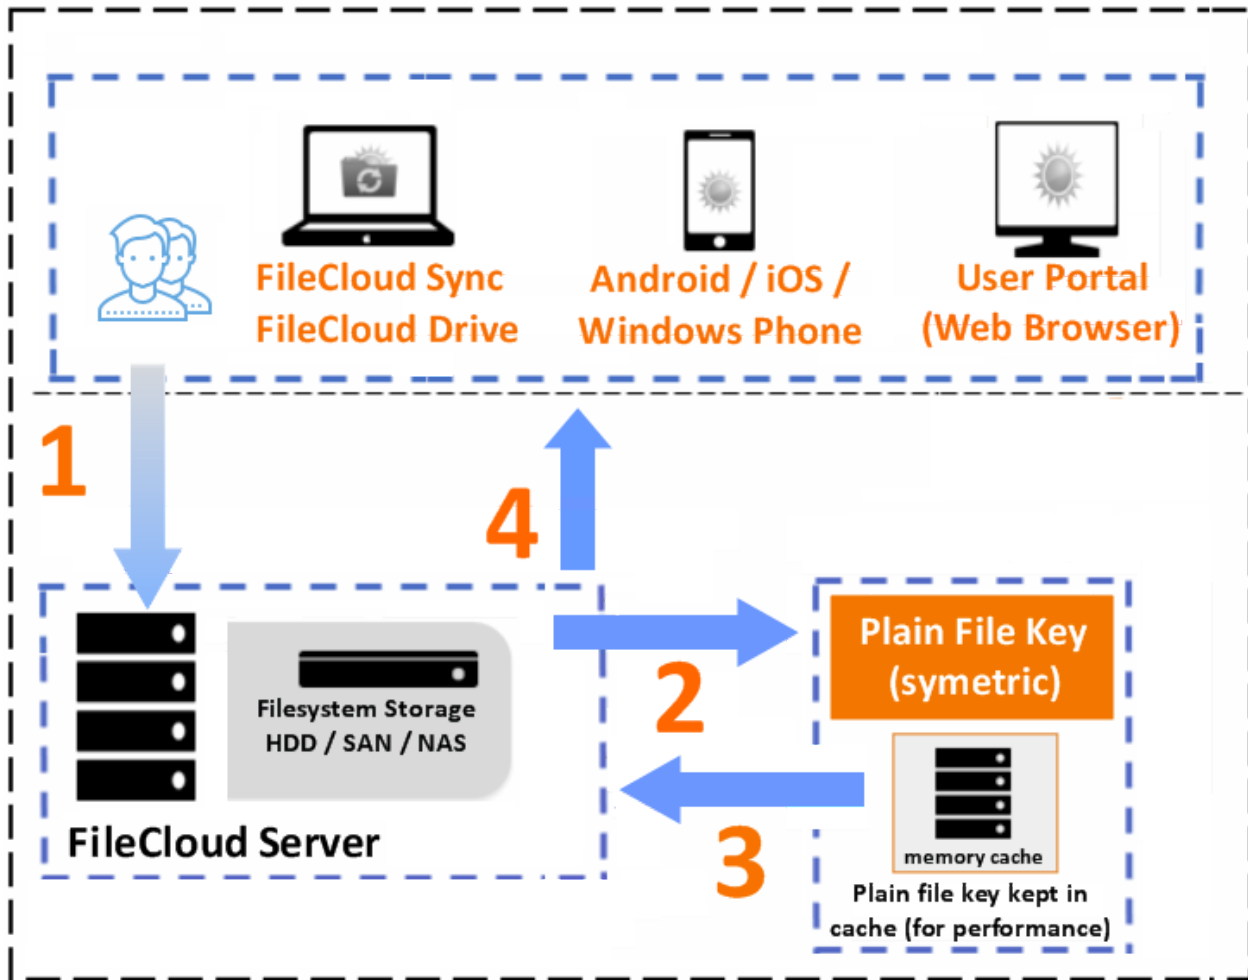 FileCloud Sync
FileCloud Drive
Android / iOS /
Windows Phone
User Portal
(Web Browser)
1
4
2
3
Filesystem Storage
HDD / SAN / NAS
FileCloud Server
Plain File Key
(symetric)
memory cache
Plain file key kept in
cache (for performance)